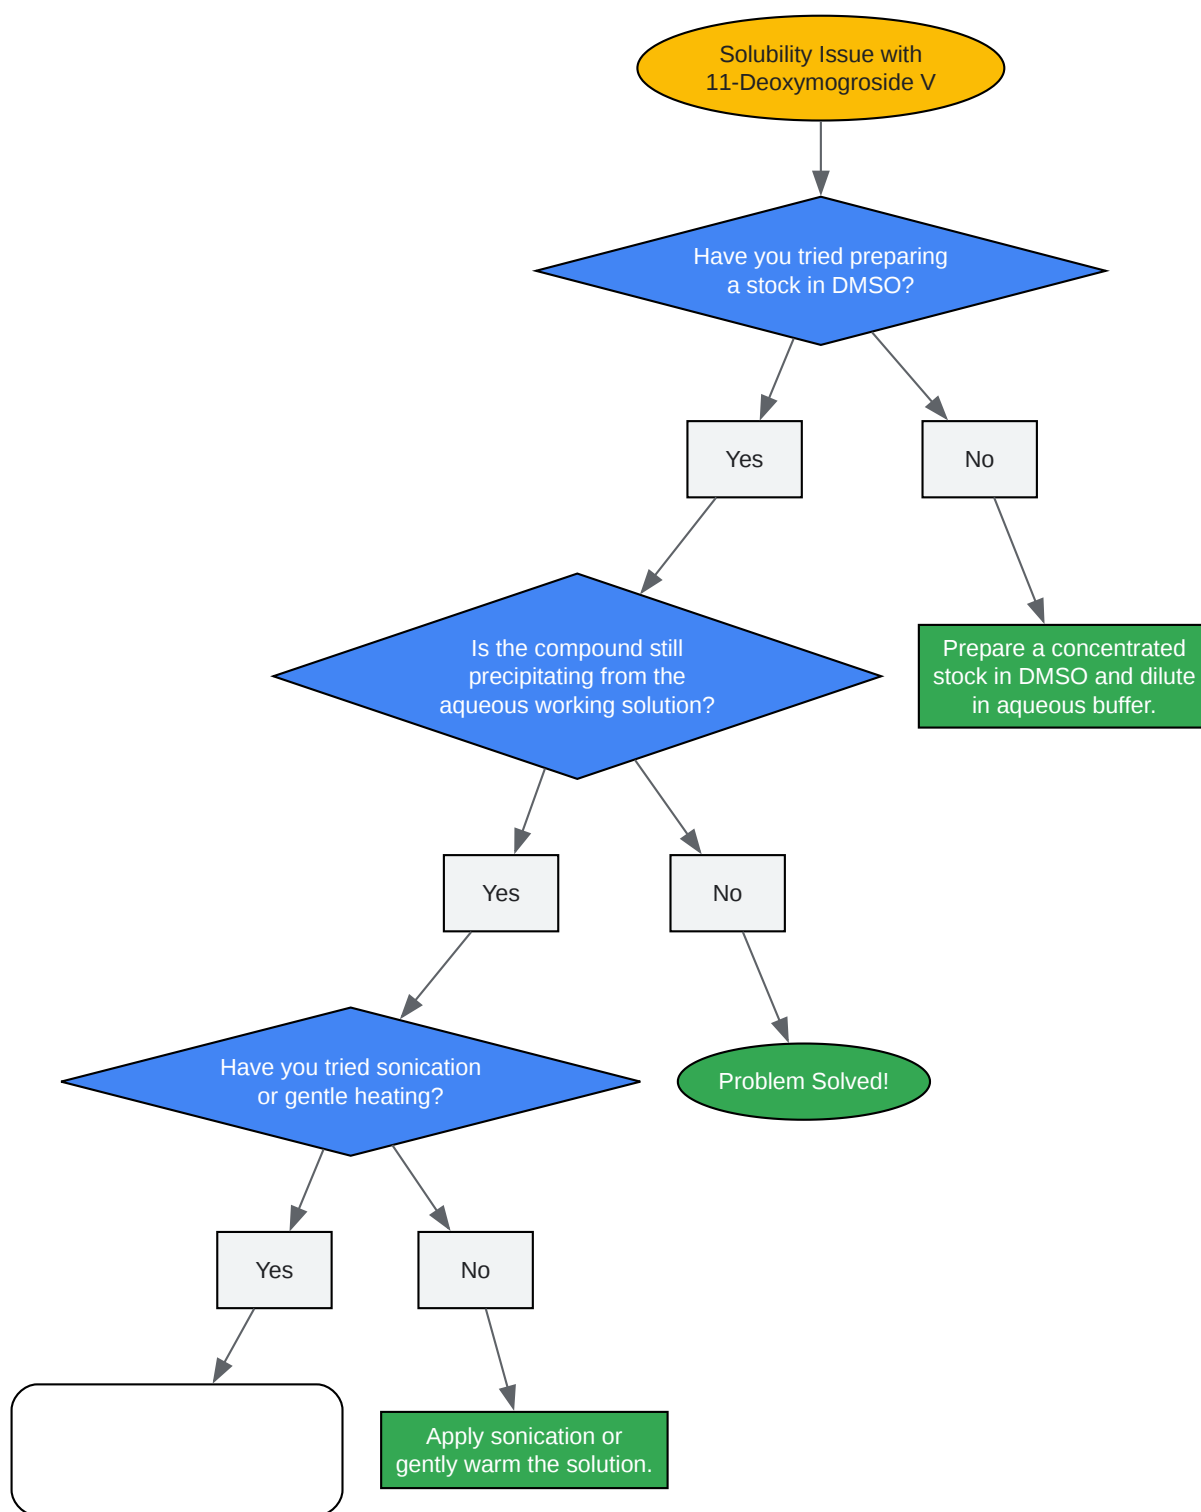 Solubility Issue with
11-Deoxymogroside V
Have you tried preparing
a stock in DMSO?
Yes
No
Is the compound still
precipitating from the
aqueous working solution?
Prepare a concentrated
stock in DMSO and dilute
in aqueous buffer.
Yes
No
Have you tried sonication
or gentle heating?
Problem Solved!
Yes
No
Apply sonication or
gently warm the solution.